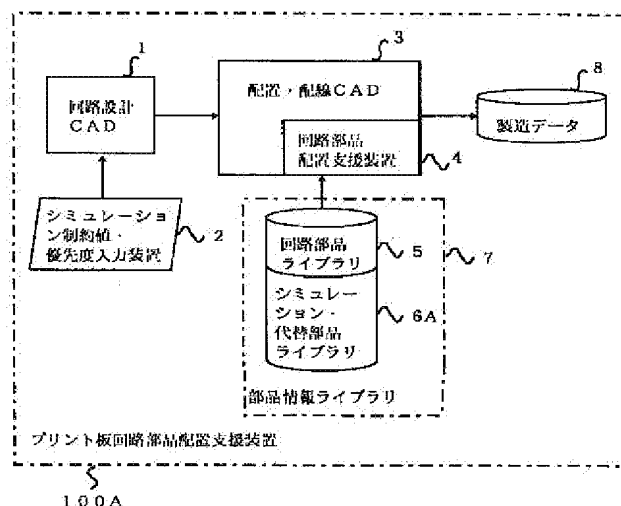 1
3
8
回路設計
CAD
配置・配線CAD
製造データ
回路部品
配置支援装置
4
シミュレーショ
ン制約値・
優先度入力装置
2
回路部品
ライブラリ
5
7
シミュレー
ション・
代替部品
ライブラリ
6A
部品情報ライブラリ
プリント板回路部品配置支援装置
100A